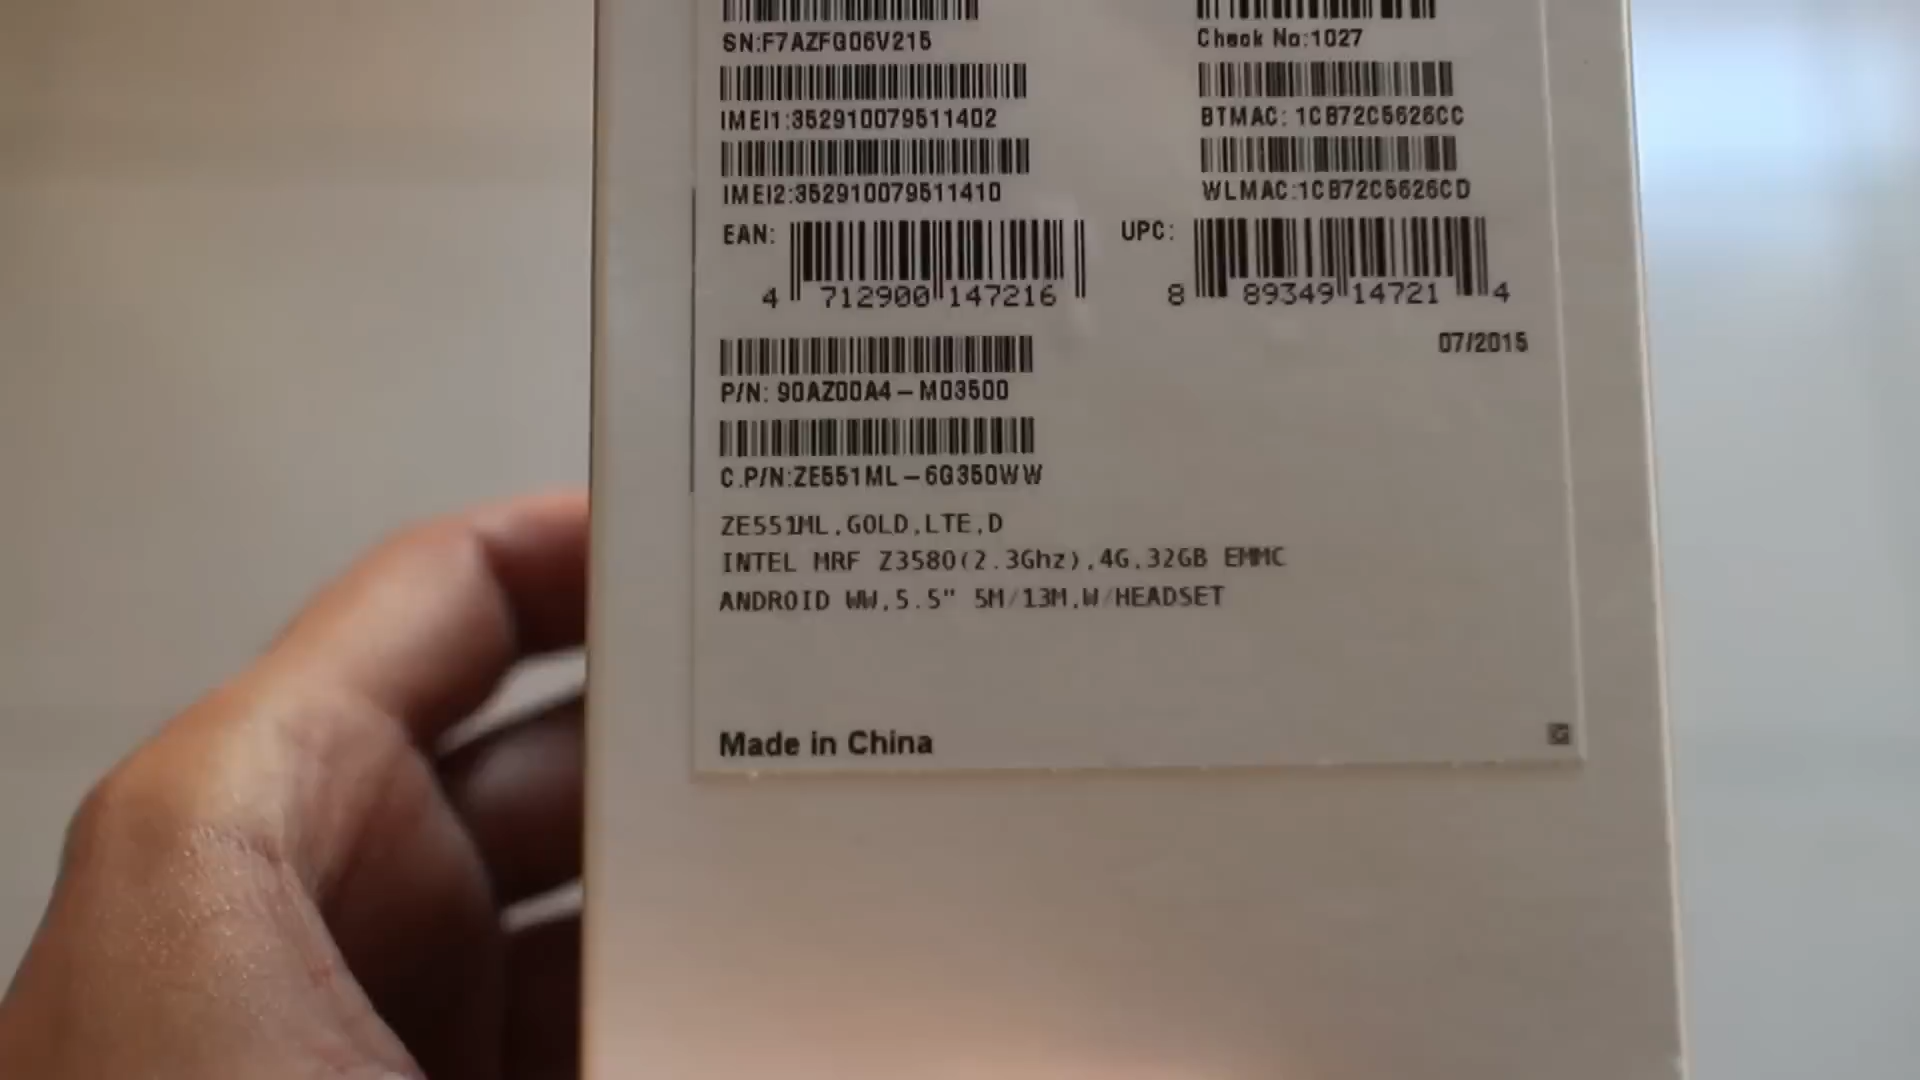 SN:F7AZFG06V215
Check No:1027
IMEI1:352910079511402
BTMAC: 1CB72C5626CC
IMEI2:352910079511410
WLMAC:1CB72C5626CD
EAN:
4 712900 147216
UPC:
8 89349 14721 4
07/2015
P/N: 90AZ00A4-M03500
C.P/N:ZE551ML-6G350WW
ZE551ML,GOLD,LTE,D
INTEL MRF Z3580(2.3Ghz),4G,32GB EMMC
ANDROID WW,5.5" 5M/13M,W/HEADSET
Made in China